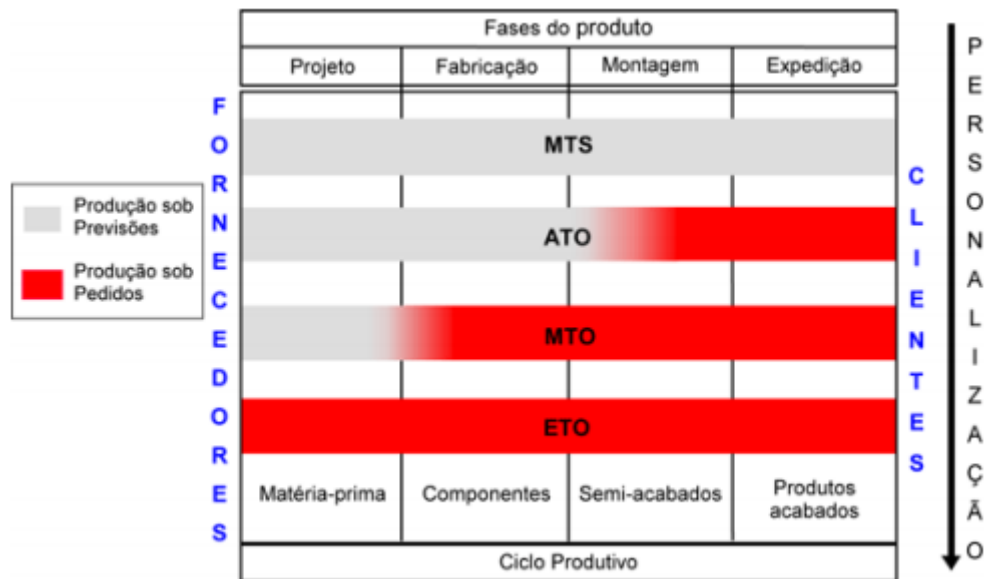 Fases do produto
Projeto
Fabricação
Montagem
Expedição
FORNECEDORES
MTS
ATO
MTO
ETO
CLIENTES
PERSONALIZAÇÃO
Produção sob
Previsões
Produção sob
Pedidos
Matéria-prima
Componentes
Semi-acabados
Produtos
acabados
Ciclo Produtivo